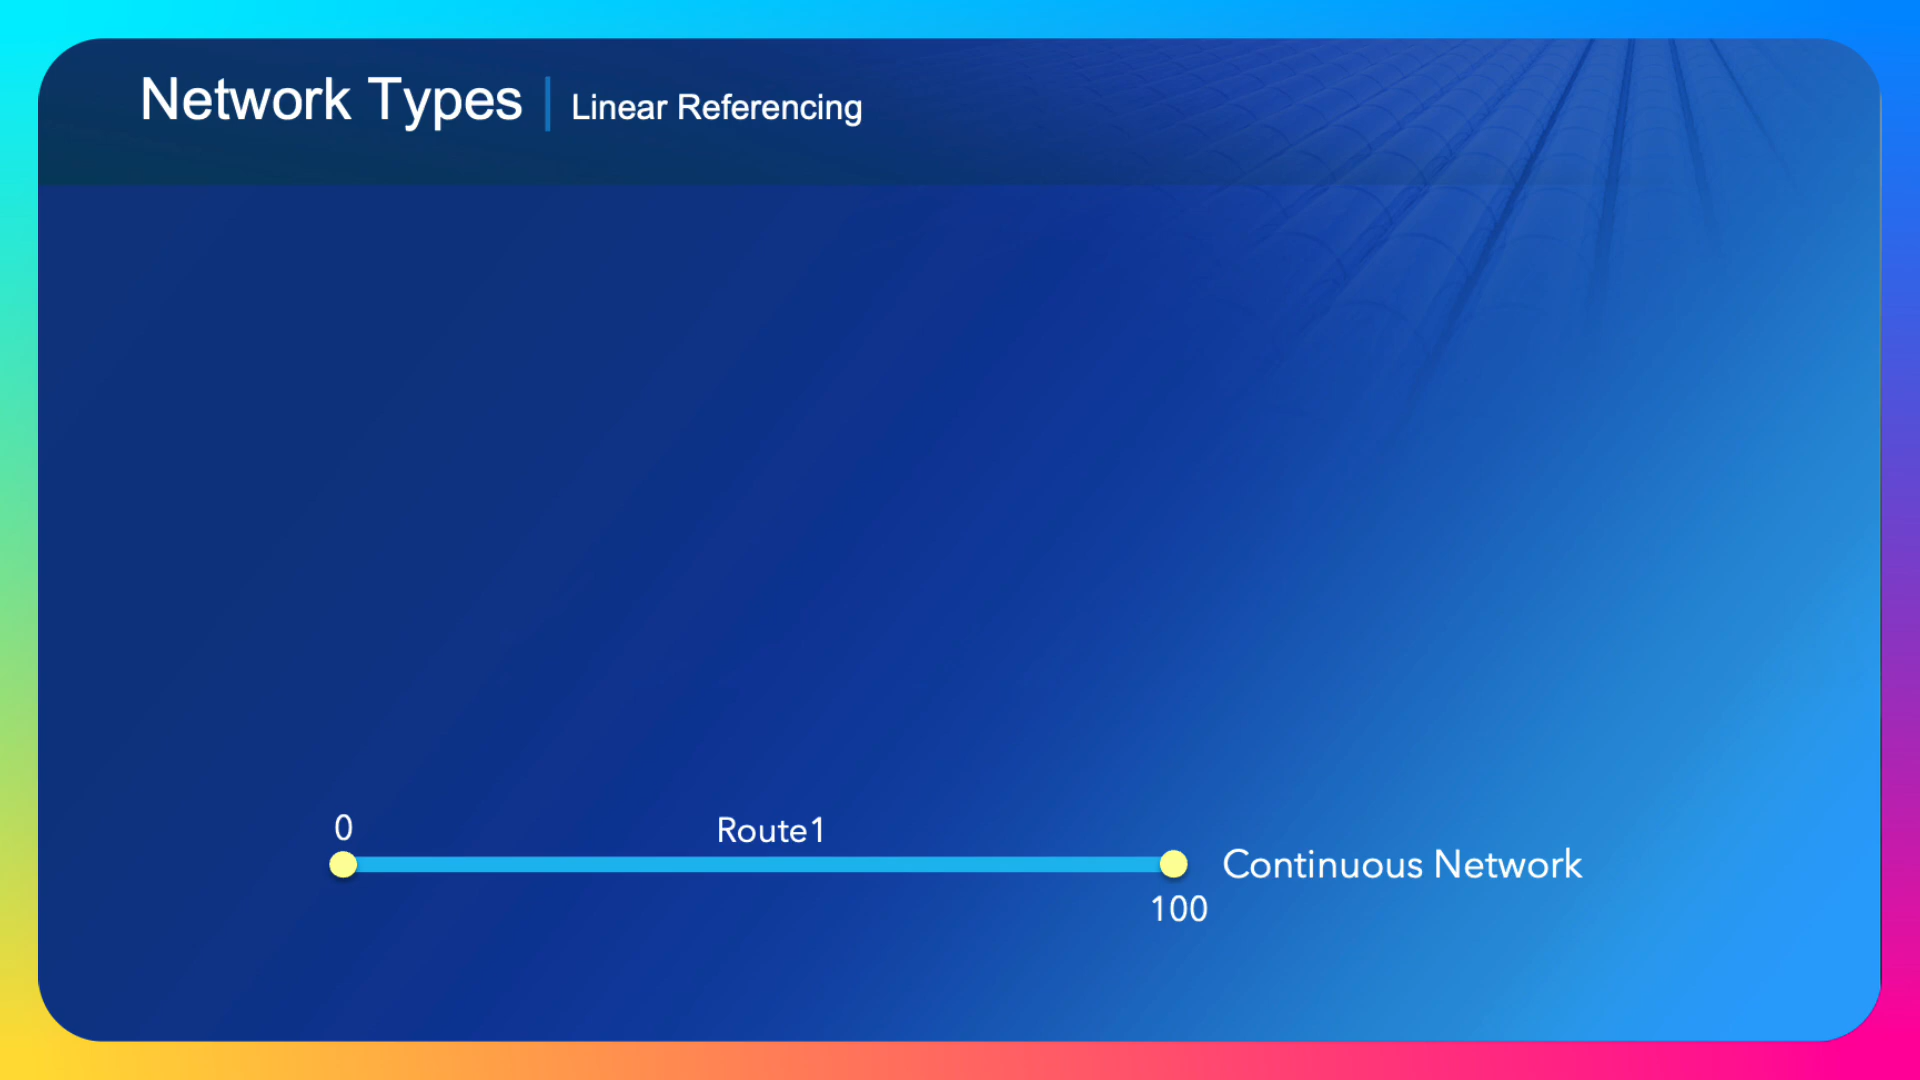 Network Types | Linear Referencing
0
Route1
Continuous Network
100